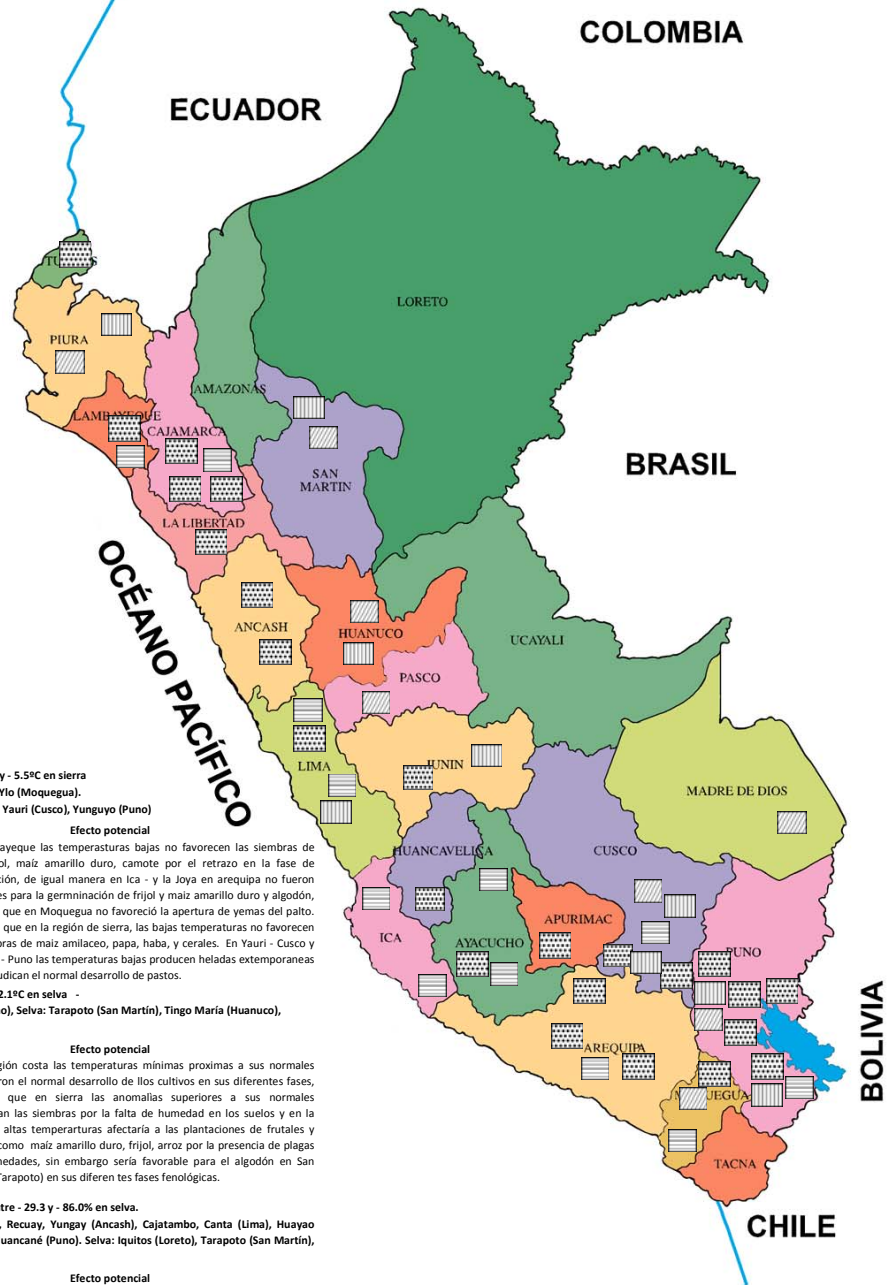 COLOMBIA
ECUADOR
LORETO
PIURA
AMAZONAS
LAMBAYEQUE
CAJAMARCA
SAN
MARTIN
BRASIL
LA LIBERTAD
OCÉANO PACÍFICO
ANCASH
HUANUCO
UCAYALI
PASCO
LIMA
JUNIN
MADRE DE DIOS
HUANCAVELICA
CUSCO
ICA
AYACUCHO
APURIMAC
PUNO
AREQUIPA
BOLIVIA
TACNA
CHILE
y - 5.5ºC en sierra
Ylo (Moquegua).
Yauri (Cusco), Yunguyo (Puno)
Efecto potencial
ayeque las temperasturas bajas no favorecen las siembras de
ol, maíz amarillo duro, camote por el retrazo en la fase de
ción, de igual manera en Ica - y la Joya en arequipa no fueron
es para la germninación de frijol y maiz amarillo duro y algodón,
que en Moquegua no favoreció la apertura de yemas del palto.
que en la región de sierra, las bajas temperaturas no favorecen
bras de maiz amilaceo, papa, haba, y cerales. En Yauri - Cusco y
- Puno las temperaturas bajas producen heladas extemporaneas
udican el normal desarrollo de pastos.
2.1ºC en selva -
o), Selva: Tarapoto (San Martín), Tingo María (Huanuco),
Efecto potencial
gión costa las temperaturas mínimas proximas a sus normales
ron el normal desarrollo de llos cultivos en sus diferentes fases,
que en sierra las anomalìas superiores a sus normales
an las siembras por la falta de humedad en los suelos y en la
altas temperarturas afectaría a las plantaciones de frutales y
como maíz amarillo duro, frijol, arroz por la presencia de plagas
medades, sin embargo sería favorable para el algodón en San
Tarapoto) en sus diferen tes fases fenológicas.
tre - 29.3 y - 86.0% en selva.
, Recuay, Yungay (Ancash), Cajatambo, Canta (Lima), Huayao
uancané (Puno). Selva: Iquitos (Loreto), Tarapoto (San Martín),
Efecto potencial